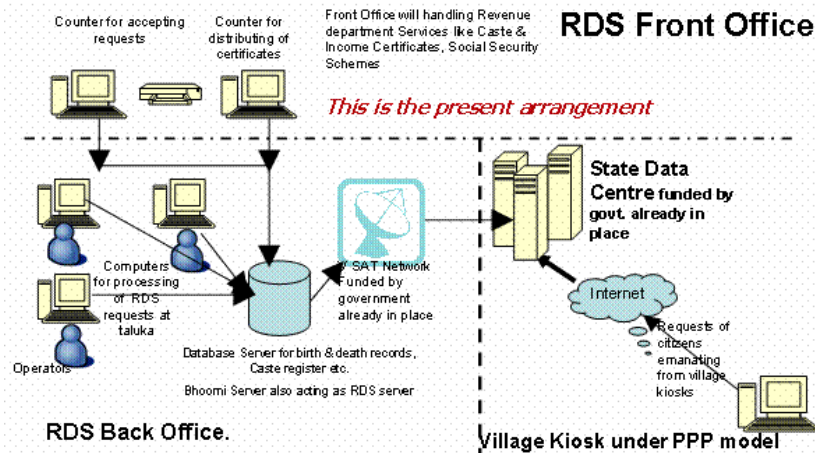 Counter for accepting
requests
Counter for
distributing of
certificates
Front Office will handling Revenue
department Services like Caste &
Income Certificates, Social Security
Schemes
RDS Front Office
This is the present arrangement
State Data
Centre funded by
govt. already in
place
Computers
for processing
of RDS
requests at
taluka
Operators
SAT Network
Funded by
government
already in place
Internet
Requests of
citizens
emanating
from village
kiosks
Database Server for birth & death records,
Caste register etc.
Bhoomi Server also acting as RDS server
RDS Back Office.
Village Kiosk under PPP model